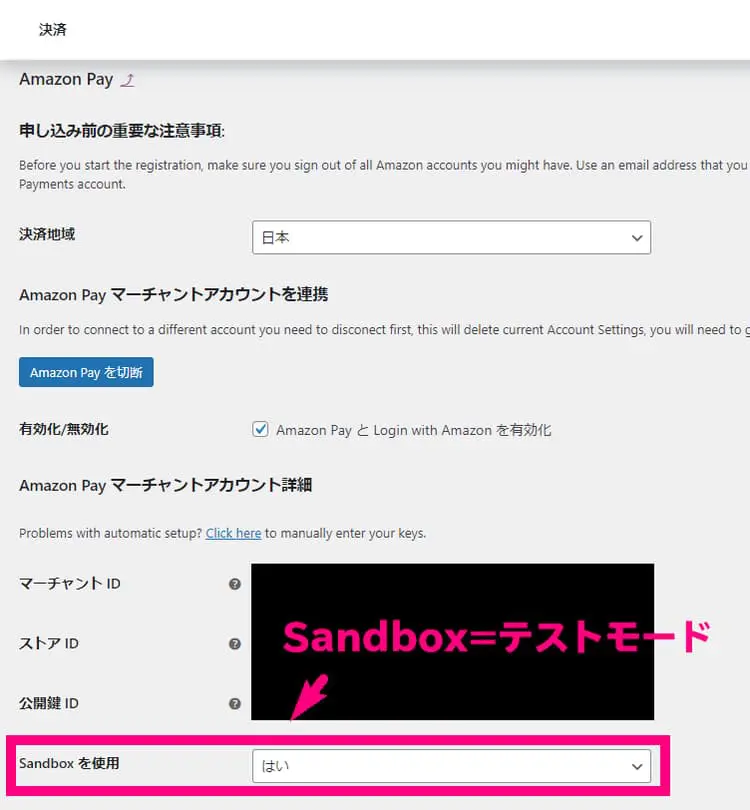 決済
Amazon Pay ⤴
申し込み前の重要な注意事項:
Before you start the registration, make sure you sign out of all Amazon accounts you might have. Use an email address that you
Payments account.
決済地域
日本
Amazon Pay マーチャントアカウントを連携
In order to connect to a different account you need to disconect first, this will delete current Account Settings, you will need to g
Amazon Pay を切断
有効化/無効化
Amazon Pay と Login with Amazon を有効化
Amazon Pay マーチャントアカウント詳細
Problems with automatic setup? Click here to manually enter your keys.
マーチャント ID
ストア ID
Sandbox=テストモード
公開鍵 ID
Sandbox を使用
はい